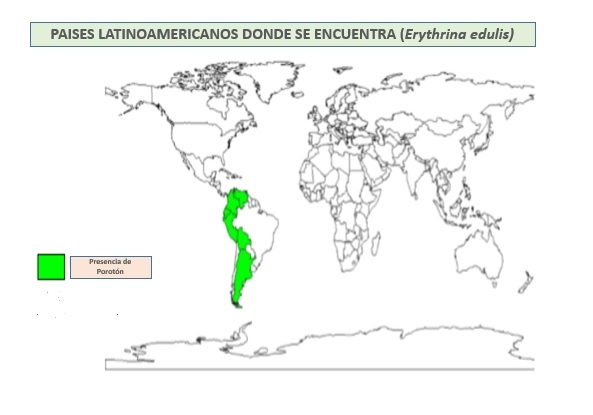 PAISES LATINOAMERICANOS DONDE SE ENCUENTRA (Erythrina edulis)
Presencia de
Porotón